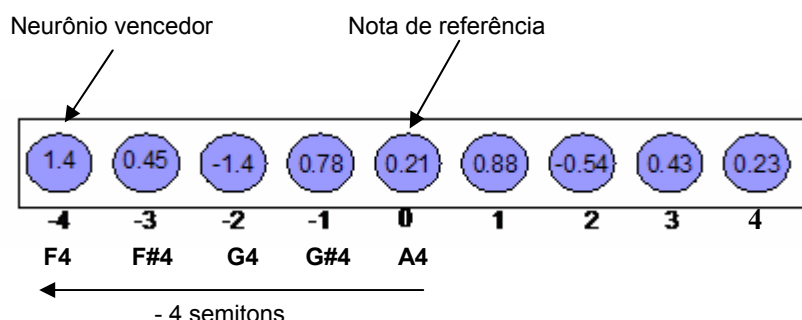 Neurônio vencedor Nota de referência
1.4 0.45 -1.4 0.78 0.21 0.88 -0.54 0.43 0.23
-4 -3 -2 -1 0 1 2 3 4
F4 F#4 G4 G#4 A4
- 4 semitons